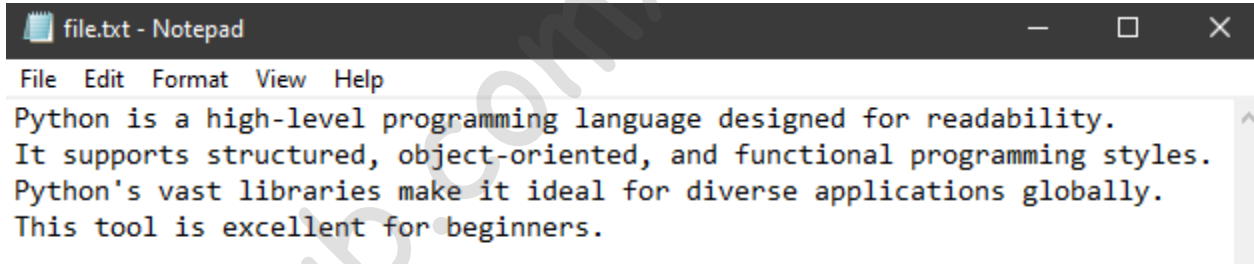 file.txt - Notepad
File Edit Format View Help
Python is a high-level programming language designed for readability.
It supports structured, object-oriented, and functional programming styles.
Python's vast libraries make it ideal for diverse applications globally.
This tool is excellent for beginners.